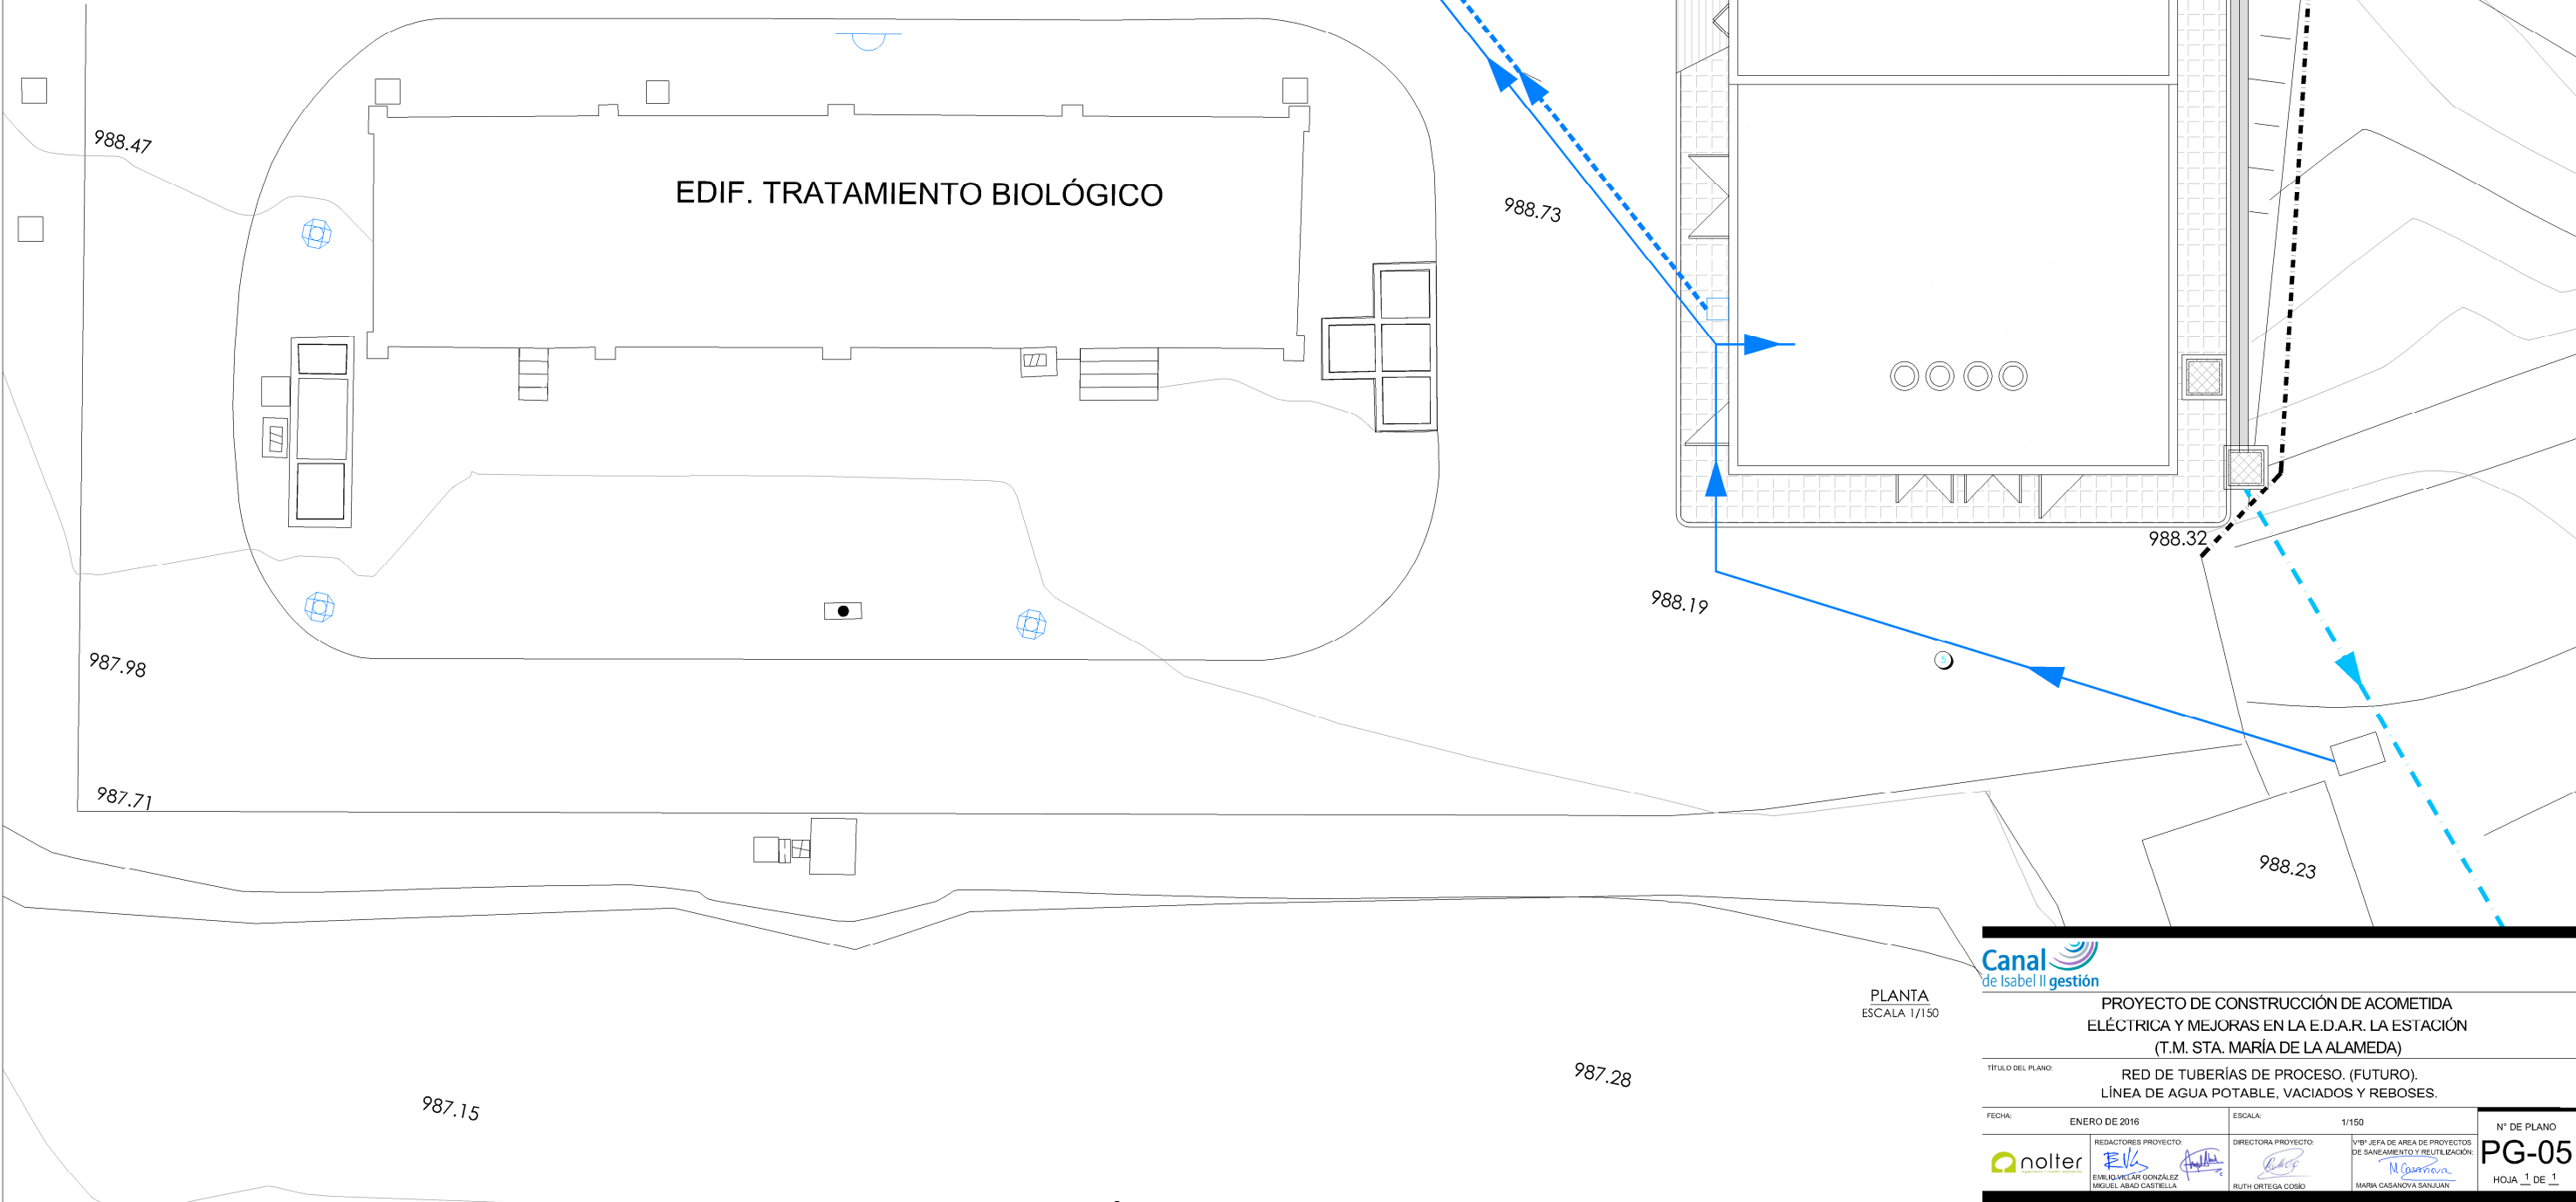 988.47
EDIF. TRATAMIENTO BIOLÓGICO
988.73
988.32
988.19
5
987.98
987.71
988.23
PLANTA
ESCALA 1/150
987.28
987.15
Canal
de Isabel II gestión
PROYECTO DE CONSTRUCCIÓN DE ACOMETIDA
ELÉCTRICA Y MEJORAS EN LA E.D.A.R. LA ESTACIÓN
(T.M. STA. MARÍA DE LA ALAMEDA)
TÍTULO DEL PLANO:
RED DE TUBERÍAS DE PROCESO. (FUTURO).
LÍNEA DE AGUA POTABLE, VACIADOS Y REBOSES.
FECHA:
ENERO DE 2016
ESCALA:
1/150
Nº DE PLANO
PG-05
HOJA 1 DE 1
nolter
REDACTORES PROYECTO:
EMILIO VILLAR GONZÁLEZ
MIGUEL ABAD CASTIELLA
DIRECTORA PROYECTO:
RUTH ORTEGA COSÍO
VºBº JEFA DE AREA DE PROYECTOS
DE SANEAMIENTO Y REUTILIZACIÓN:
M Casanova
MARIA CASANOVA SANJUAN